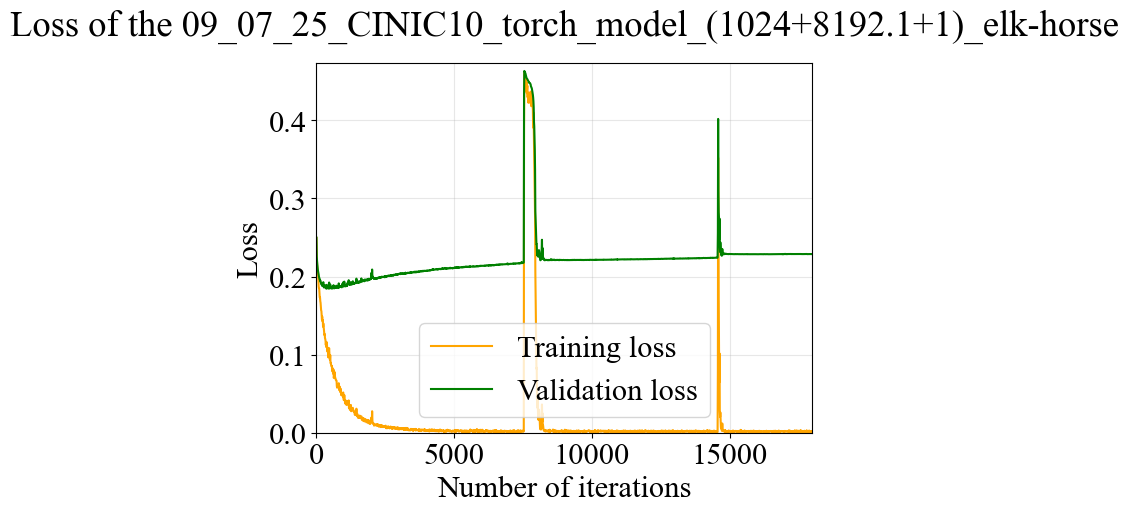 Loss of the 09_07_25_CINIC10_torch_model_(1024+8192.1+1)_elk-horse
0.4
0.3
0.2
0.1
0.0
Loss
Training loss
Validation loss
0 5000 10000 15000
Number of iterations